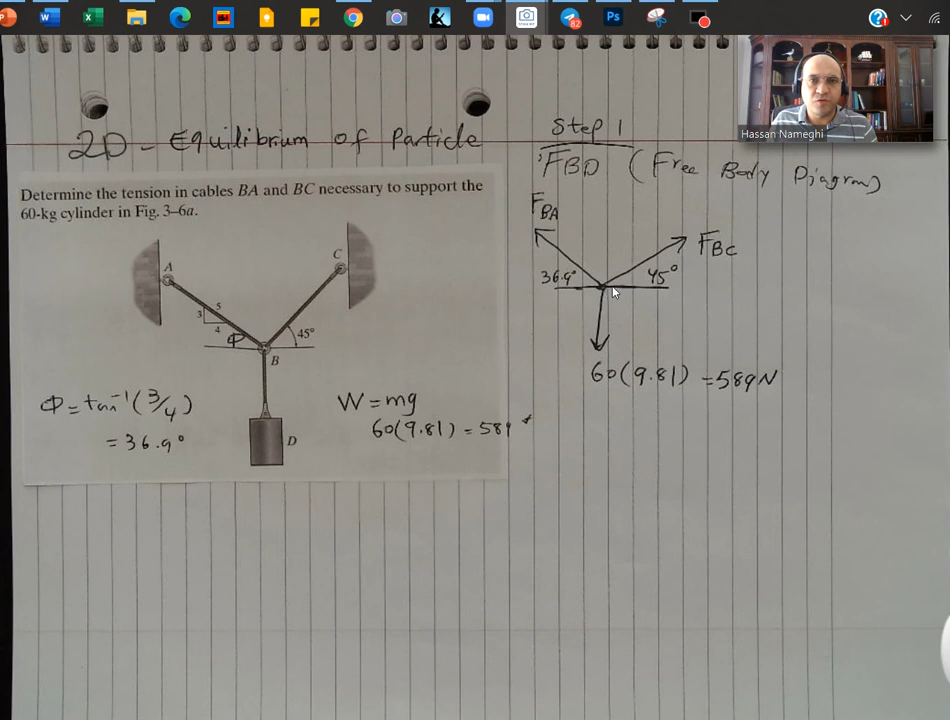 82
Hassan Nameghi
2D - Equilibrium of Particle
Determine the tension in cables BA and BC necessary to support the
60-kg cylinder in Fig. 3–6a.
A
C
5
3
4
Φ
45°
B
D
Φ = tan⁻¹(3/4)
= 36.9°
W = mg
60(9.81) = 589
Step 1
FBD (Free Body Diagram)
FBA
FBC
36.9°
45°
60(9.81) = 589N